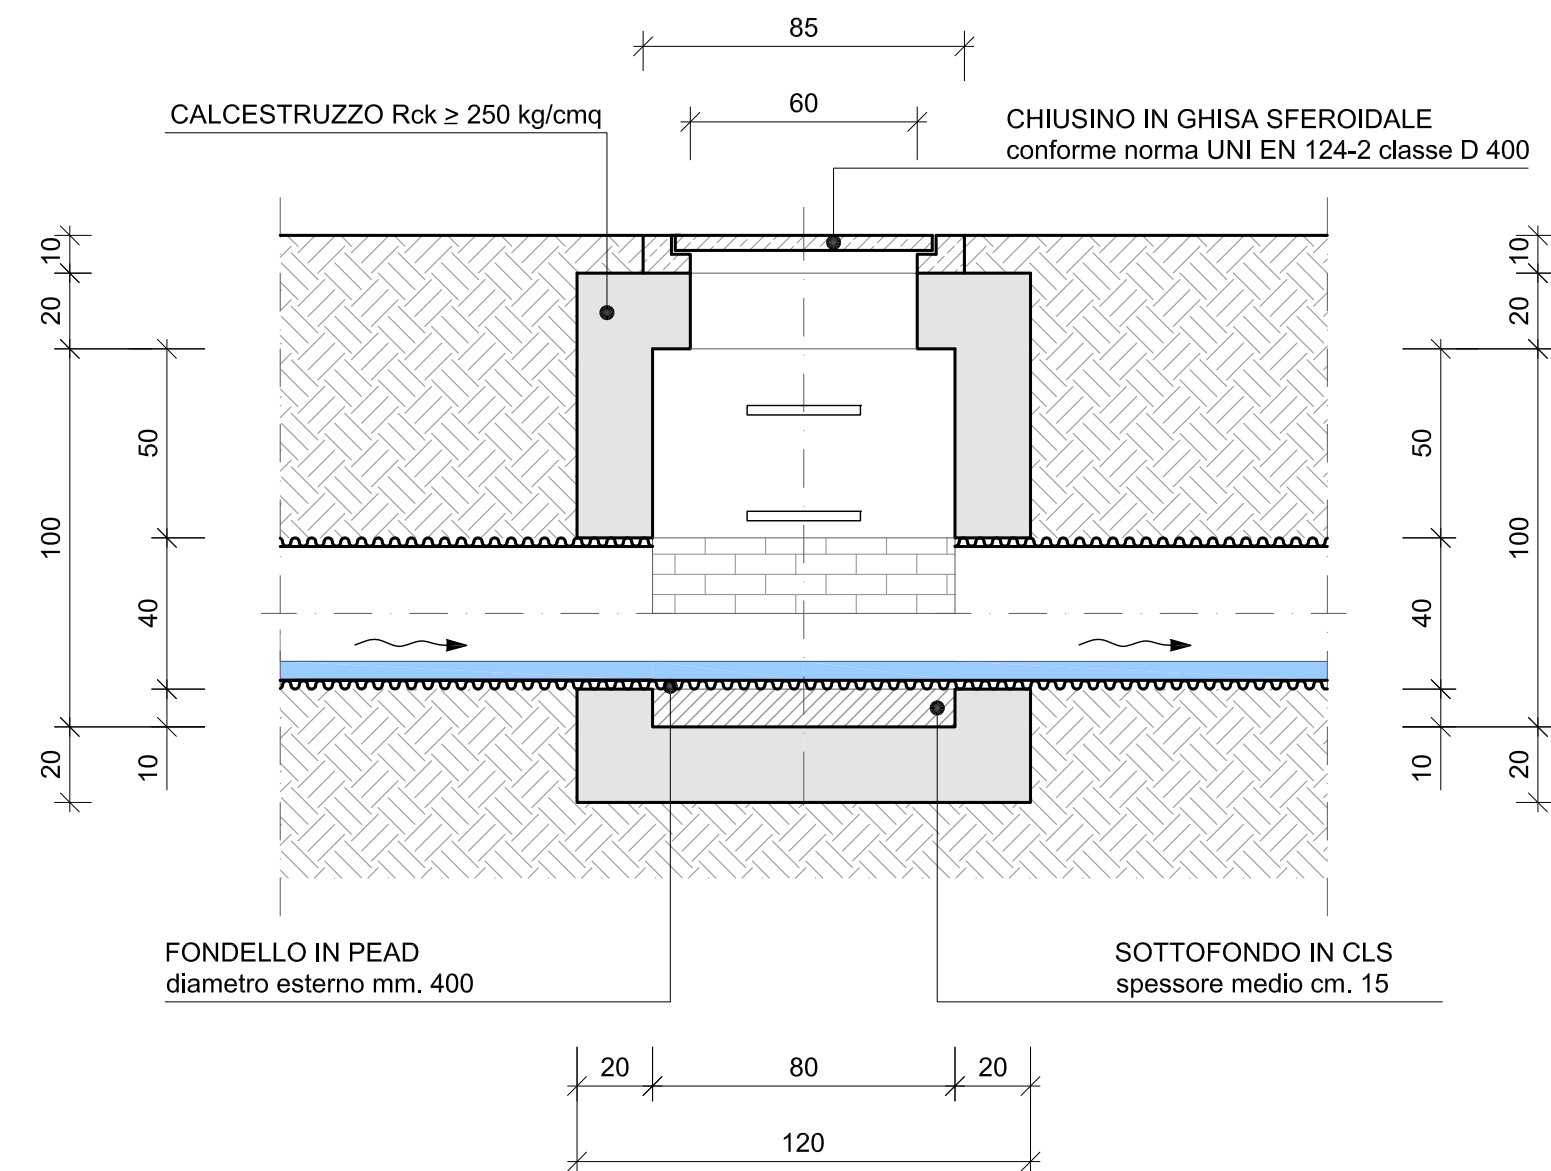 85
CALCESTRUZZO Rck ≥ 250 kg/cmq
60
CHIUSINO IN GHISA SFEROIDALE
conforme norma UNI EN 124-2 classe D 400
10
20
100
20
50
40
10
50
40
10
10
20
100
20
FONDELLO IN PEAD
diametro esterno mm. 400
SOTTOFONDO IN CLS
spessore medio cm. 15
20 80 20
120